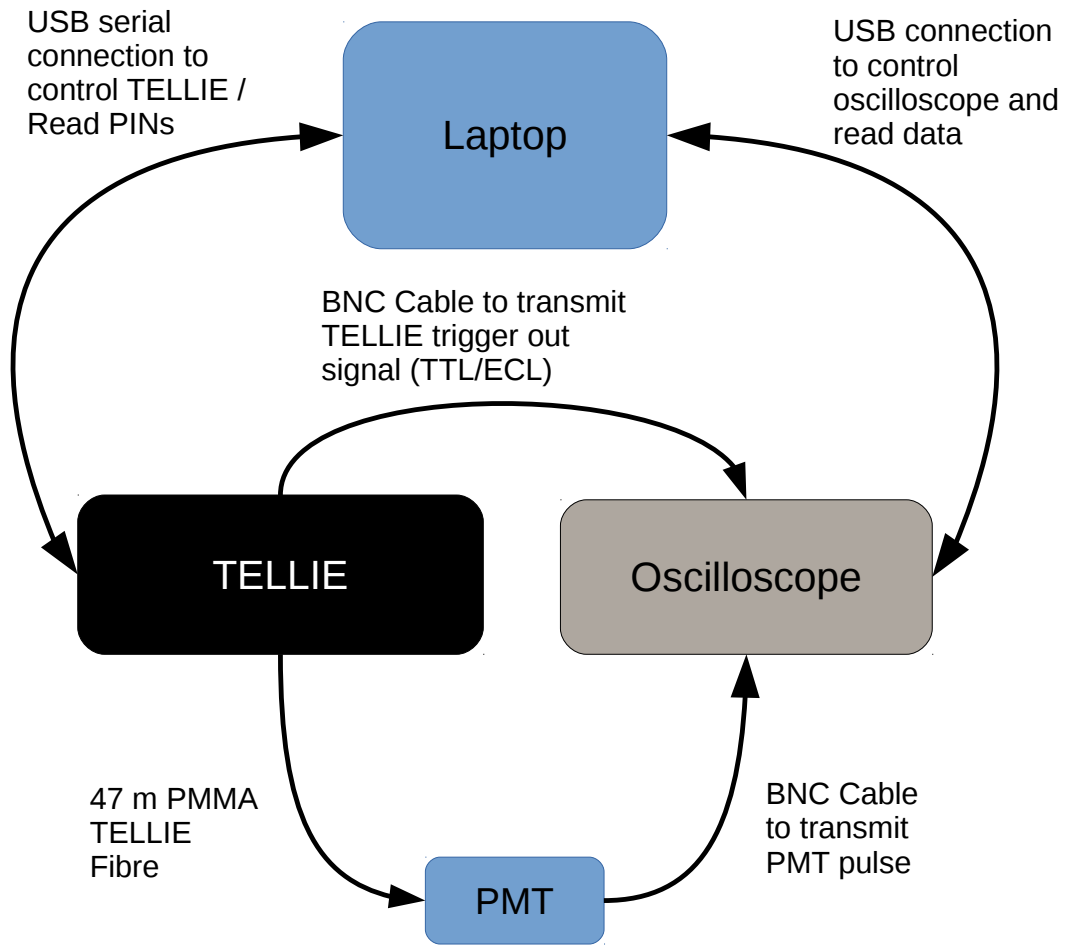 USB serial
connection to
control TELLIE /
Read PINs
Laptop
USB connection
to control
oscilloscope and
read data
BNC Cable to transmit
TELLIE trigger out
signal (TTL/ECL)
TELLIE
Oscilloscope
47 m PMMA
TELLIE
Fibre
PMT
BNC Cable
to transmit
PMT pulse